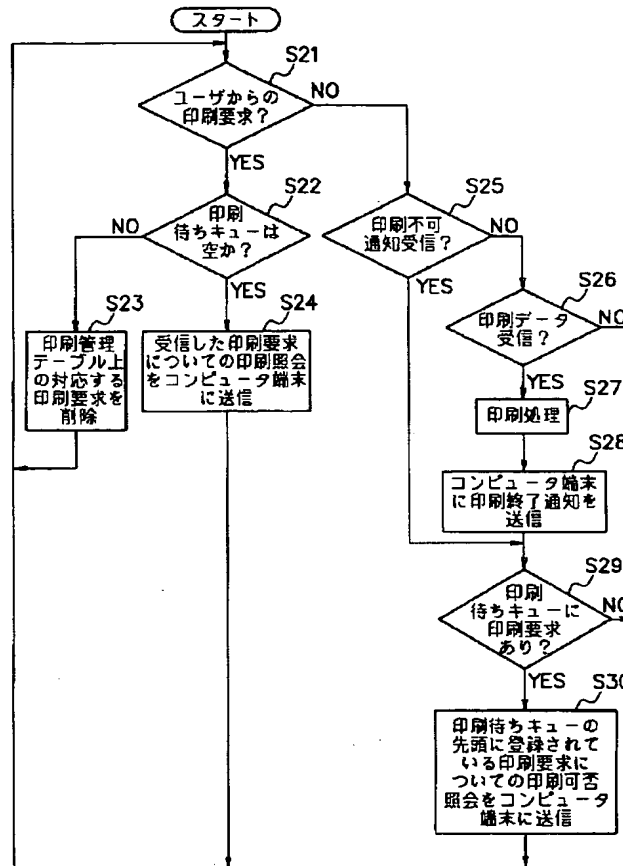 スタート
S21
ユーザからの
印刷要求？
NO
YES
S22
印刷
待ちキューは
空か？
NO
YES
S25
印刷不可
通知受信？
NO
YES
S23
印刷管理
テーブル上
の対応する
印刷要求を
削除
S24
受信した印刷要求
についての印刷照会
をコンピュータ端末
に送信
S26
印刷データ
受信？
NO
YES
S27
印刷処理
S28
コンピュータ端末
に印刷終了通知を
送信
S29
印刷
待ちキューに
印刷要求
あり？
NO
YES
S30
印刷待ちキューの
先頭に登録されて
いる印刷要求に
ついての印刷可否
照会をコンピュータ
端末に送信